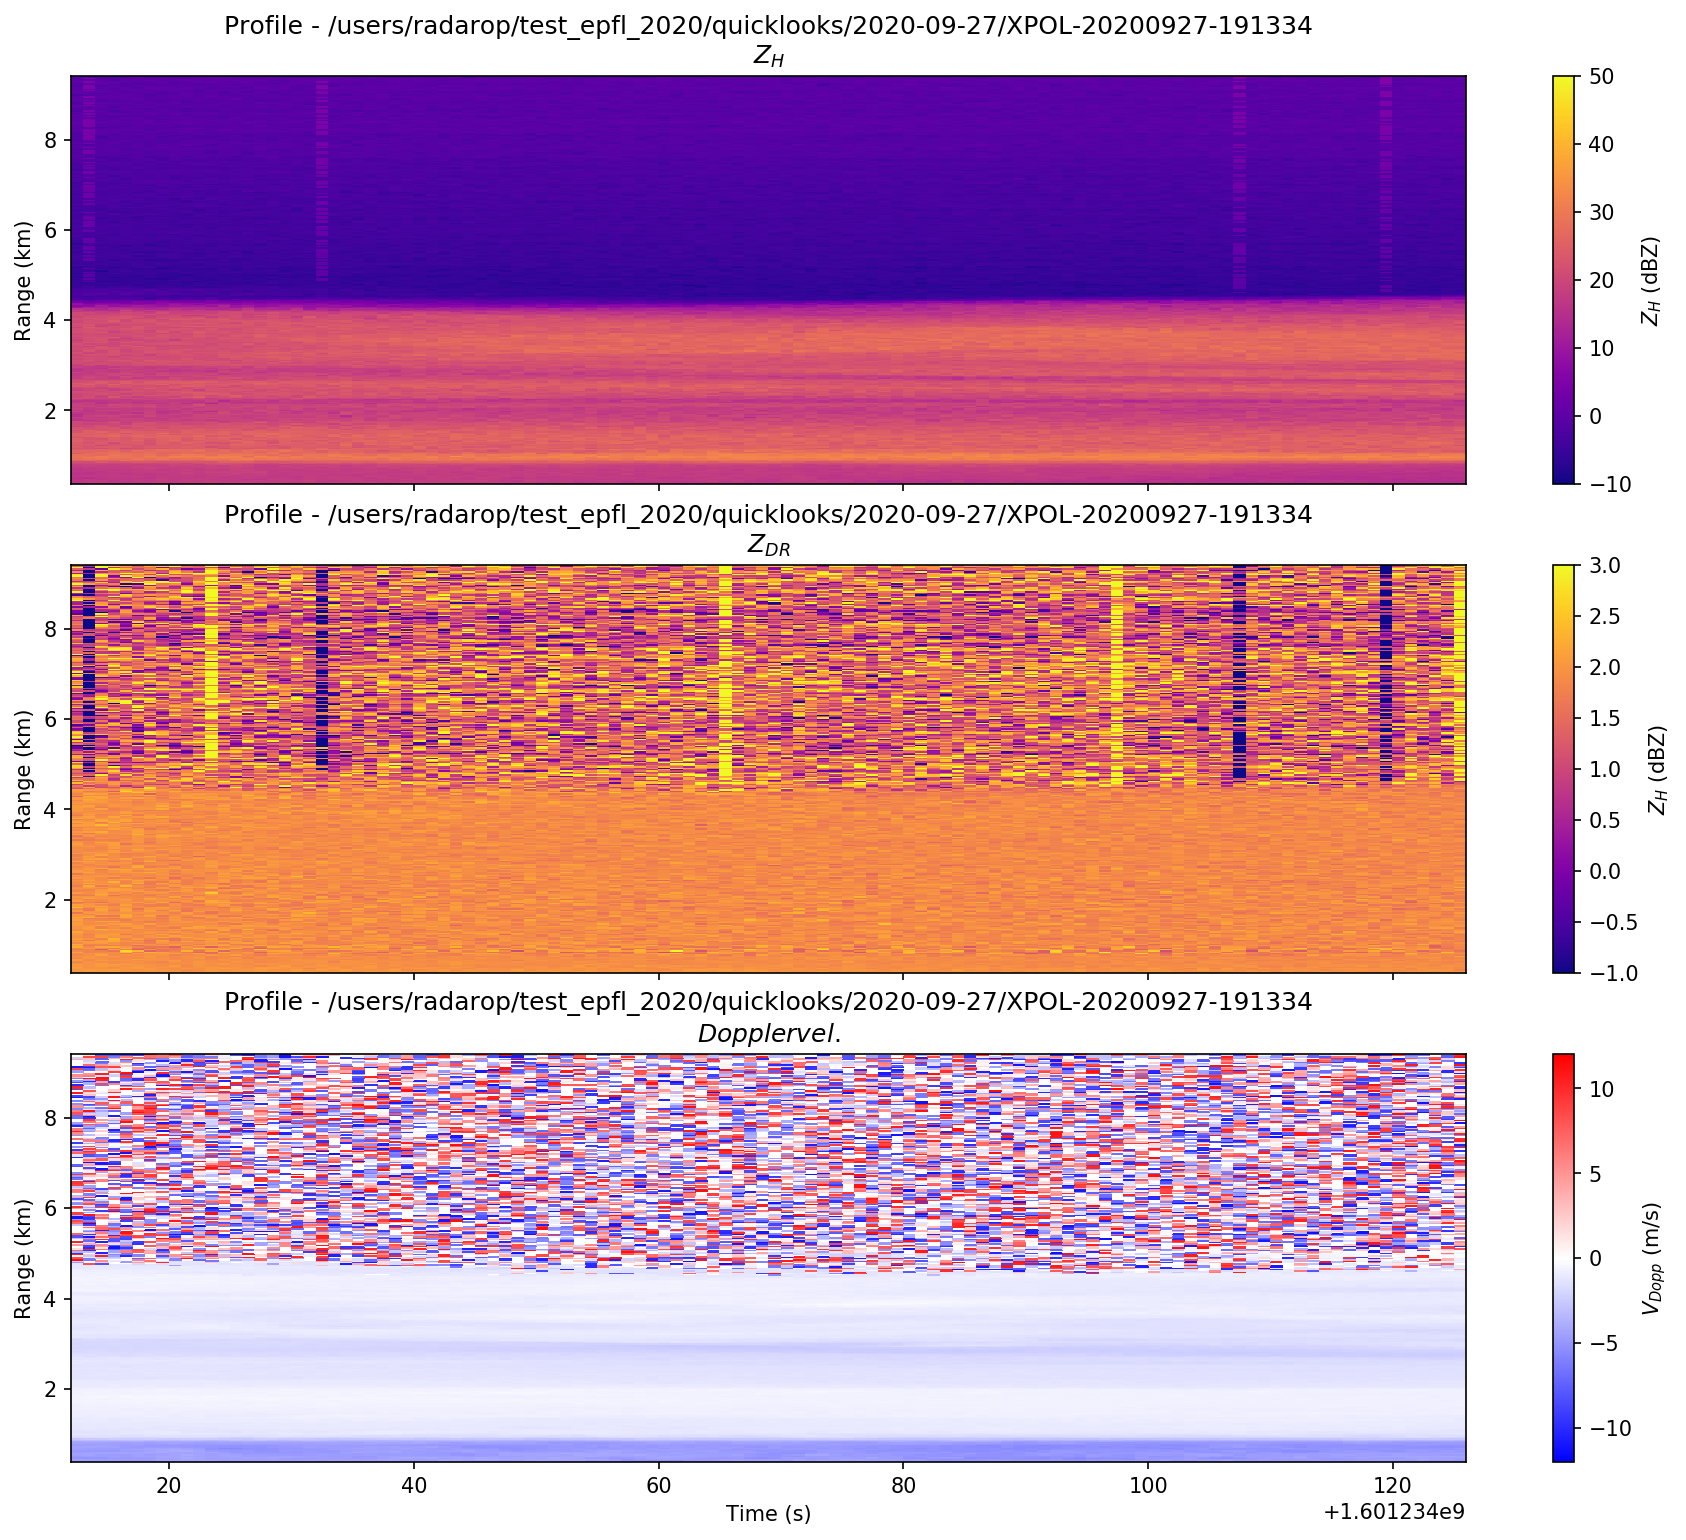 Profile - /users/radarop/test_epfl_2020/quicklooks/2020-09-27/XPOL-20200927-191334
Z_H
Range (km)
8
6
4
2
50
40
30
20
10
0
−10
Z_H (dBZ)
Profile - /users/radarop/test_epfl_2020/quicklooks/2020-09-27/XPOL-20200927-191334
Z_DR
Range (km)
8
6
4
2
3.0
2.5
2.0
1.5
1.0
0.5
0.0
−0.5
−1.0
Z_H (dBZ)
Profile - /users/radarop/test_epfl_2020/quicklooks/2020-09-27/XPOL-20200927-191334
Dopplervel.
Range (km)
8
6
4
2
20 40 60 80 100 120
Time (s)
+1.601234e9
10
5
0
−5
−10
V_Dopp (m/s)